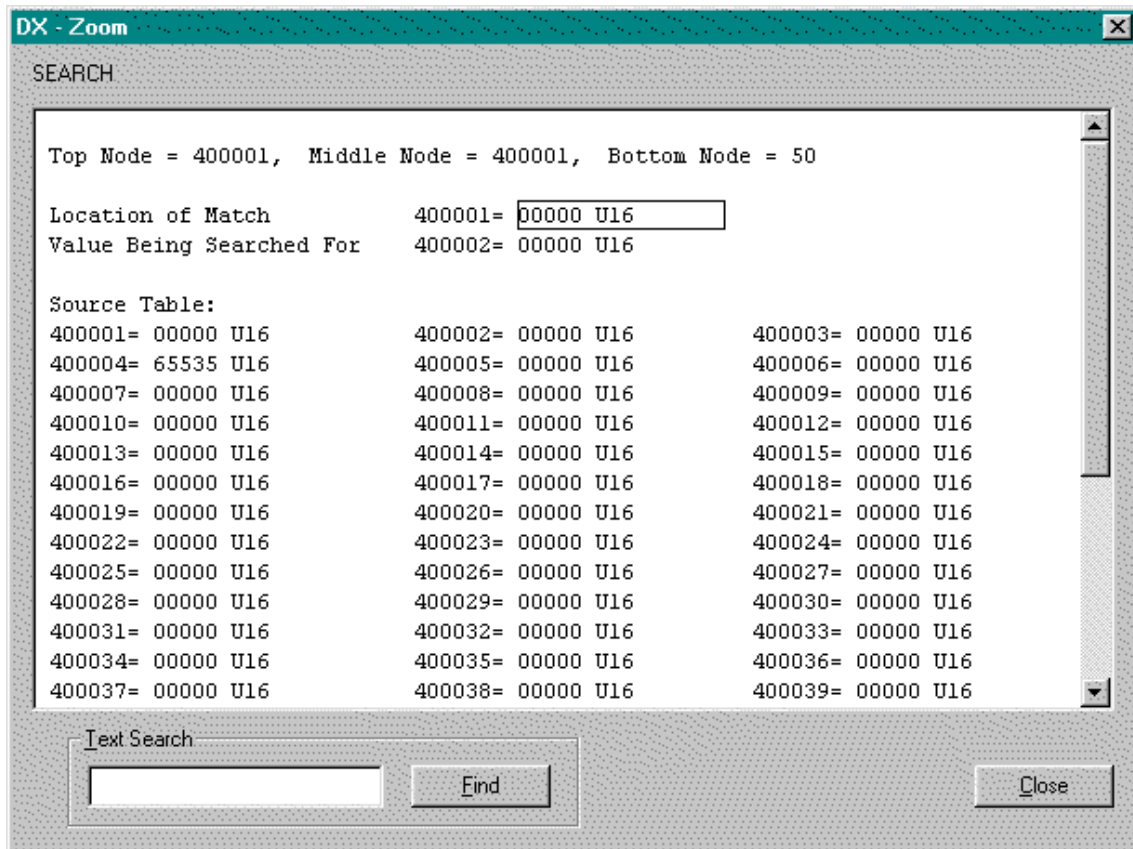 DX - Zoom
SEARCH
Top Node = 400001, Middle Node = 400001, Bottom Node = 50
Location of Match 400001= 00000 U16
Value Being Searched For 400002= 00000 U16
Source Table:
400001= 00000 U16 400002= 00000 U16 400003= 00000 U16
400004= 65535 U16 400005= 00000 U16 400006= 00000 U16
400007= 00000 U16 400008= 00000 U16 400009= 00000 U16
400010= 00000 U16 400011= 00000 U16 400012= 00000 U16
400013= 00000 U16 400014= 00000 U16 400015= 00000 U16
400016= 00000 U16 400017= 00000 U16 400018= 00000 U16
400019= 00000 U16 400020= 00000 U16 400021= 00000 U16
400022= 00000 U16 400023= 00000 U16 400024= 00000 U16
400025= 00000 U16 400026= 00000 U16 400027= 00000 U16
400028= 00000 U16 400029= 00000 U16 400030= 00000 U16
400031= 00000 U16 400032= 00000 U16 400033= 00000 U16
400034= 00000 U16 400035= 00000 U16 400036= 00000 U16
400037= 00000 U16 400038= 00000 U16 400039= 00000 U16
Text Search
Find
Close